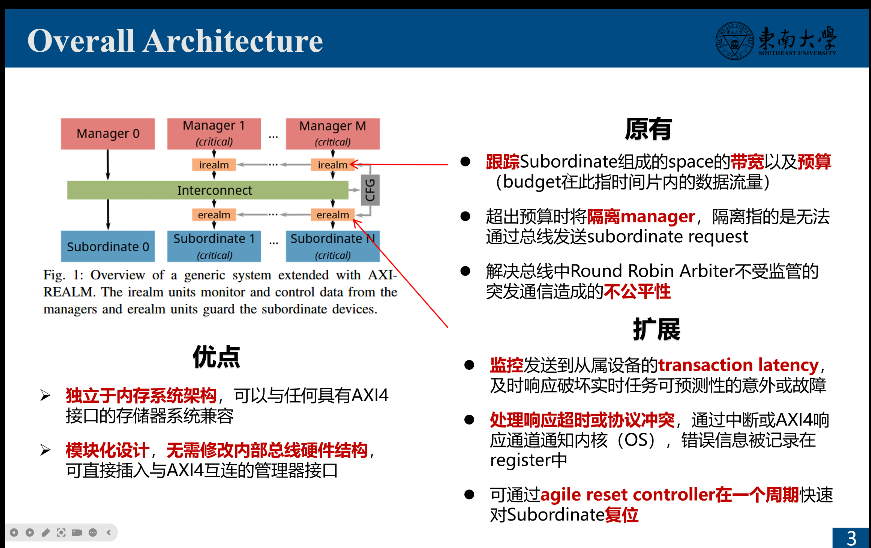 Overall Architecture
東南大學
SOUTHEAST UNIVERSITY
Manager 0
Manager 1
(critical)
...
Manager M
(critical)
irealm
...
irealm
Interconnect
CFG
erealm
...
erealm
Subordinate 0
Subordinate 1
(critical)
...
Subordinate N
(critical)
Fig. 1: Overview of a generic system extended with AXI-
REALM. The irealm units monitor and control data from the
managers and erealm units guard the subordinate devices.
优点
➢ 独立于内存系统架构，可以与任何具有AXI4
接口的存储器系统兼容
➢ 模块化设计，无需修改内部总线硬件结构，
可直接插入与AXI4互连的管理器接口
原有
● 跟踪Subordinate组成的space的带宽以及预算
（budget在此指时间片内的数据流量）
● 超出预算时将隔离manager，隔离指的是无法
通过总线发送subordinate request
● 解决总线中Round Robin Arbiter不受监管的
突发通信造成的不公平性
扩展
● 监控发送到从属设备的transaction latency，
及时响应破坏实时任务可预测性的意外或故障
● 处理响应超时或协议冲突，通过中断或AXI4响
应通道通知内核（OS），错误信息被记录在
register中
● 可通过agile reset controller在一个周期快速
对Subordinate复位
3